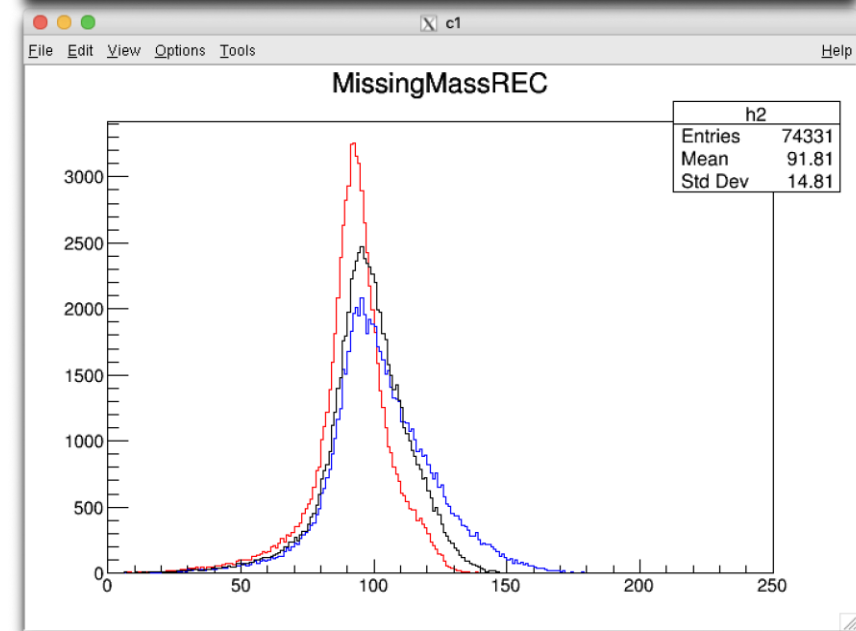 X c1
File Edit View Options Tools Help
MissingMassREC
h2
Entries 74331
Mean 91.81
Std Dev 14.81
3000
2500
2000
1500
1000
500
0
0 50 100 150 200 250